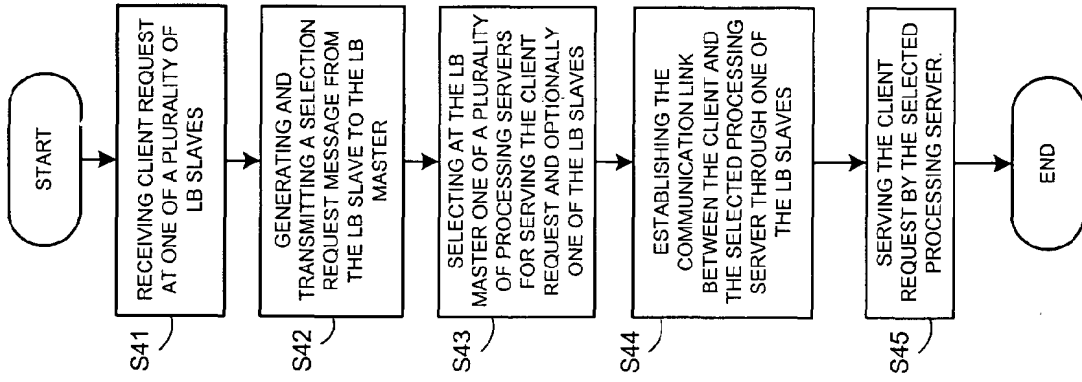 START
S41
RECEIVING CLIENT REQUEST
AT ONE OF A PLURALITY OF
LB SLAVES
S42
GENERATING AND
TRANSMITTING A SELECTION
REQUEST MESSAGE FROM
THE LB SLAVE TO THE LB
MASTER
S43
SELECTING AT THE LB
MASTER ONE OF A PLURALITY
OF PROCESSING SERVERS
FOR SERVING THE CLIENT
REQUEST AND OPTIONALLY
ONE OF THE LB SLAVES
S44
ESTABLISHING THE
COMMUNICATION LINK
BETWEEN THE CLIENT AND
THE SELECTED PROCESSING
SERVER THROUGH ONE OF
THE LB SLAVES
S45
SERVING THE CLIENT
REQUEST BY THE SELECTED
PROCESSING SERVER.
END